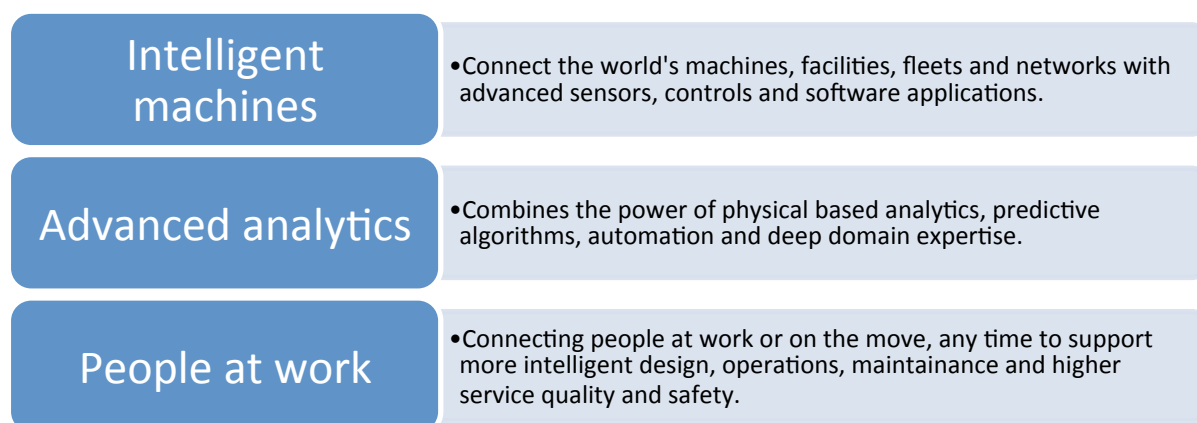 Intelligent
machines
•Connect the world's machines, facilities, fleets and networks with
advanced sensors, controls and software applications.
Advanced analytics
•Combines the power of physical based analytics, predictive
algorithms, automation and deep domain expertise.
People at work
•Connecting people at work or on the move, any time to support
more intelligent design, operations, maintainance and higher
service quality and safety.